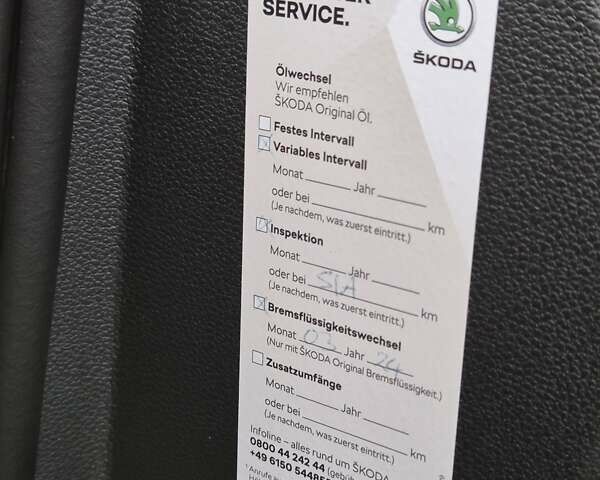 SERVICE.
ŠKODA
Ölwechsel
Wir empfehlen
ŠKODA Original Öl.
Festes Intervall
Variables Intervall
Monat Jahr
oder bei km
(Je nachdem, was zuerst eintritt.)
Inspektion
Monat Jahr
oder bei SIA km
(Je nachdem, was zuerst eintritt.)
Bremsflüssigkeitswechsel
Monat 03 Jahr 24
(Nur mit ŠKODA Original Bremsflüssigkeit.)
Zusatzumfänge
Monat Jahr
oder bei km
(Je nachdem, was zuerst eintritt.)
Infoline – alles rund um ŠKODA
0800 44 242 44
+49 6150